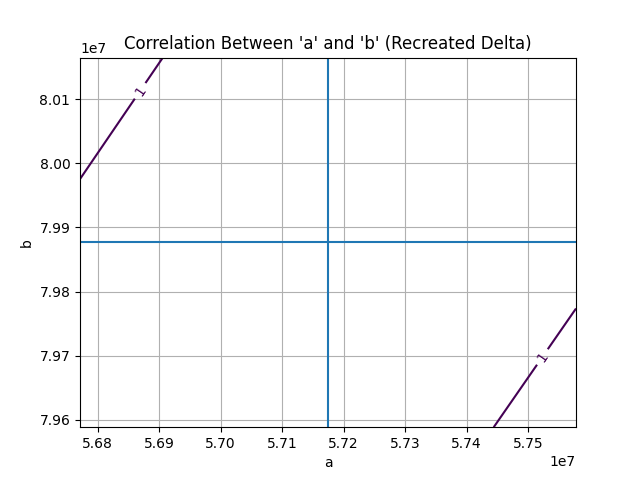 Correlation Between 'a' and 'b' (Recreated Delta)
1e7
8.01
8.00
7.99
7.98
7.97
7.96
b
1
1
5.68 5.69 5.70 5.71 5.72 5.73 5.74 5.75
a
1e7